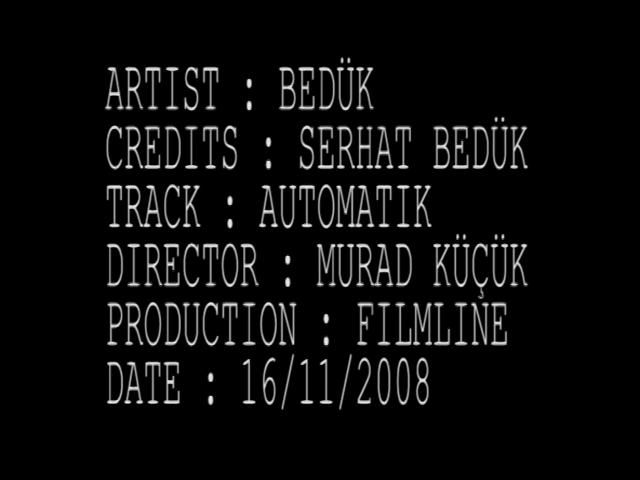 ARTIST : BEDÜK
CREDITS : SERHAT BEDÜK
TRACK : AUTOMATIK
DIRECTOR : MURAD KÜÇÜK
PRODUCTION : FILMLINE
DATE : 16/11/2008